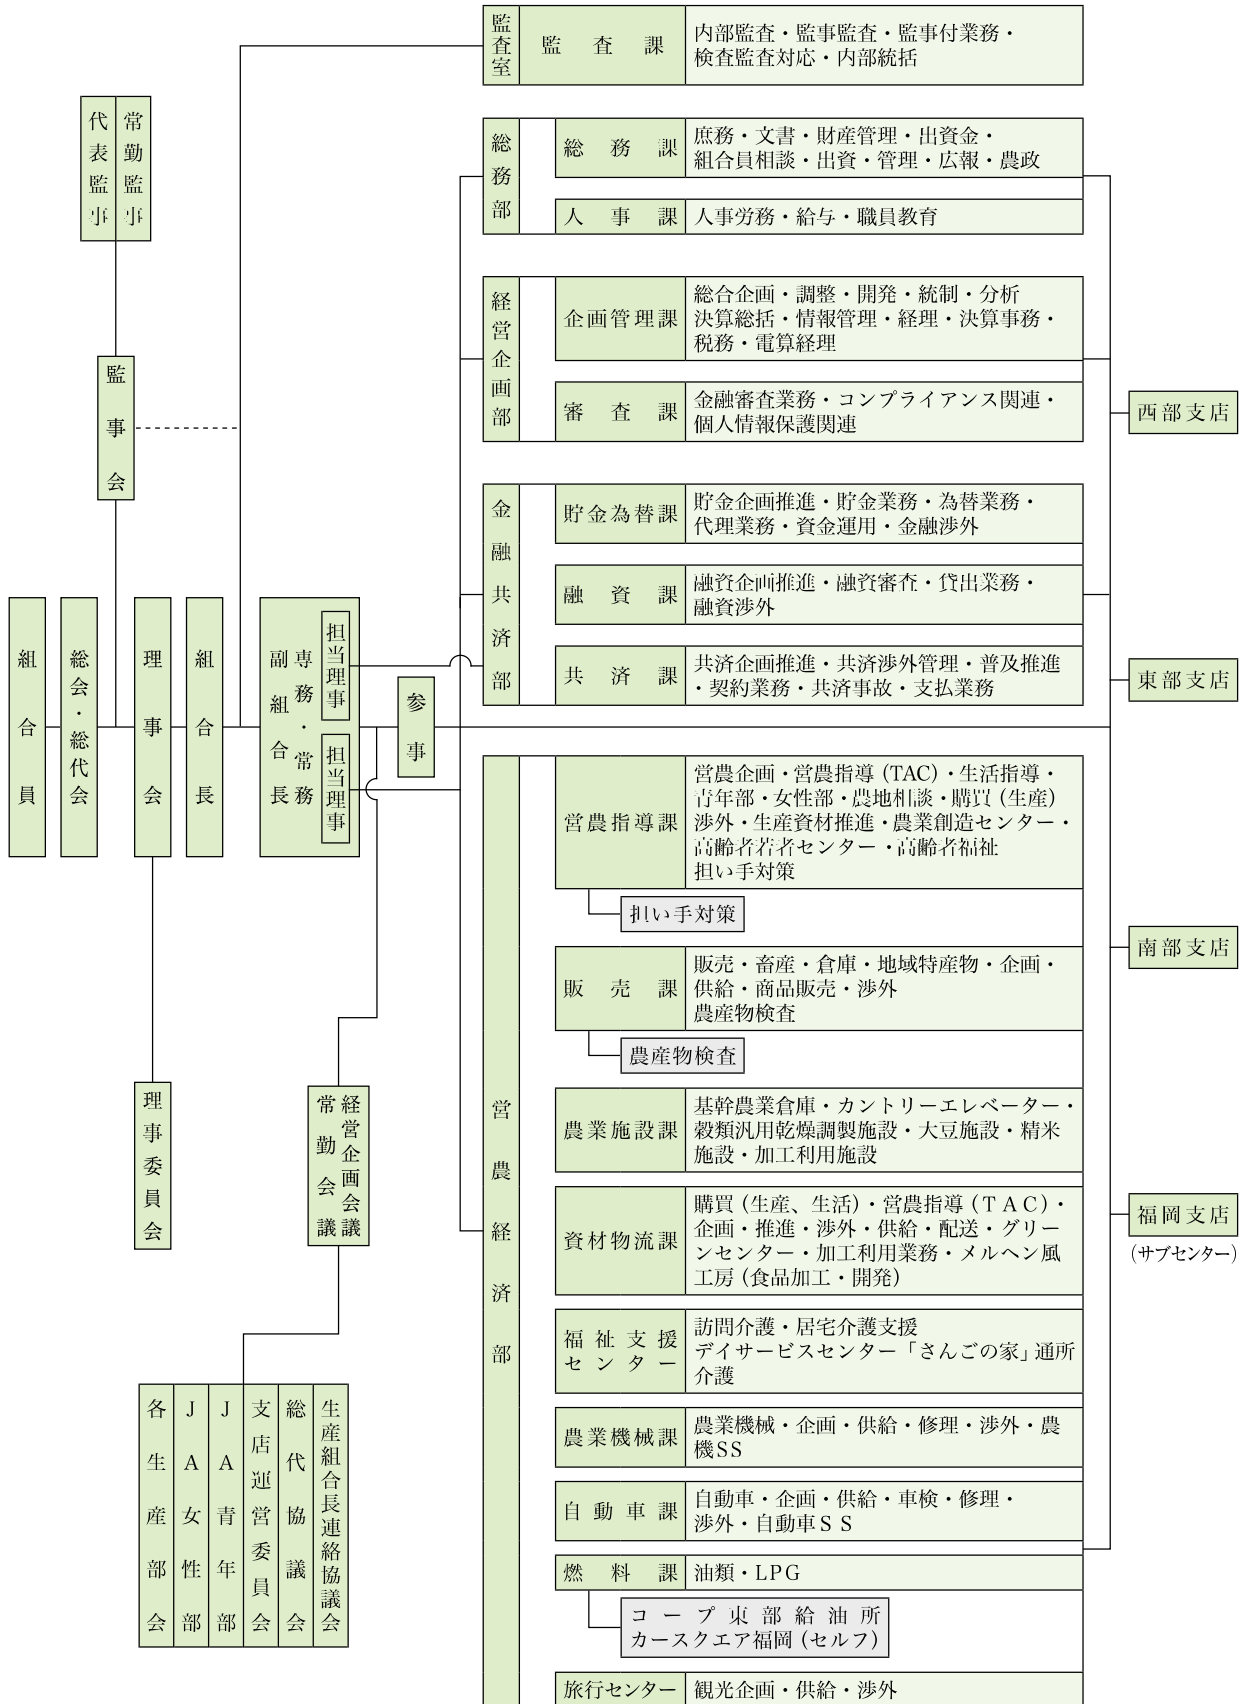 監査室
監査課
内部監査・監事監査・監事付業務・
検査監査対応・内部統括
代表監事
常勤監事
監事会
組合員
総会・総代会
理事会
組合長
副組合長
専務・常務
担当理事
担当理事
参事
理事委員会
常勤会議
経営企画会議
各生産部会
JA女性部
JA青年部
支店運営委員会
総代協議会
生産組合長連絡協議会
総務部
総務課
庶務・文書・財産管理・出資金・
組合員相談・出資・管理・広報・農政
人事課
人事労務・給与・職員教育
経営企画部
企画管理課
総合企画・調整・開発・統制・分析
決算総括・情報管理・経理・決算事務・
税務・電算経理
審査課
金融審査業務・コンプライアンス関連・
個人情報保護関連
金融共済部
貯金為替課
貯金企画推進・貯金業務・為替業務・
代理業務・資金運用・金融渉外
融資課
融資企画推進・融資審査・貸出業務・
融資渉外
共済課
共済企画推進・共済渉外管理・普及推進
・契約業務・共済事故・支払業務
営農経済部
営農指導課
営農企画・営農指導(TAC)・生活指導・
青年部・女性部・農地相談・購買(生産)
渉外・生産資材推進・農業創造センター・
高齢者若者センター・高齢者福祉
担い手対策
担い手対策
販売課
販売・畜産・倉庫・地域特産物・企画・
供給・商品販売・渉外
農産物検査
農産物検査
農業施設課
基幹農業倉庫・カントリーエレベーター・
穀類汎用乾燥調製施設・大豆施設・精米
施設・加工利用施設
資材物流課
購買(生産、生活)・営農指導(TAC)・
企画・推進・渉外・供給・配送・グリー
ンセンター・加工利用業務・メルヘン風
工房(食品加工・開発)
福祉支援
センター
訪問介護・居宅介護支援
デイサービスセンター「さんごの家」通所
介護
農業機械課
農業機械・企画・供給・修理・渉外・農
機SS
自動車課
自動車・企画・供給・車検・修理・
渉外・自動車SS
燃料課
油類・LPG
コープ東部給油所
カースクエア福岡(セルフ)
旅行センター
観光企画・供給・渉外
西部支店
東部支店
南部支店
福岡支店
(サブセンター)